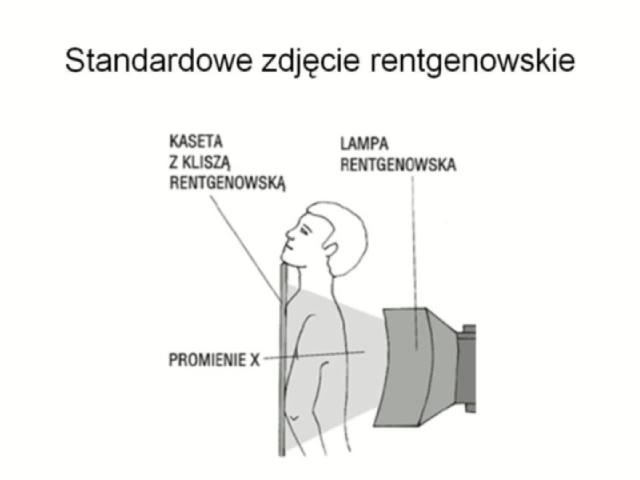 Standardowe zdjęcie rentgenowskie
KASETA
Z KLISZĄ
RENTGENOWSKĄ
LAMPA
RENTGENOWSKA
PROMIENIE X